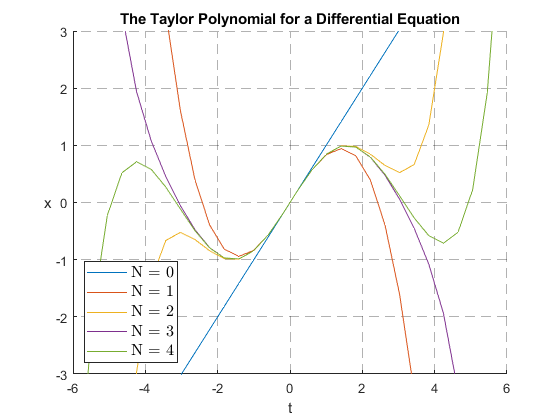 The Taylor Polynomial for a Differential Equation
3
2
1
x 0
-1
-2
-3
N = 0
N = 1
N = 2
N = 3
N = 4
-6 -4 -2 0 2 4 6
t